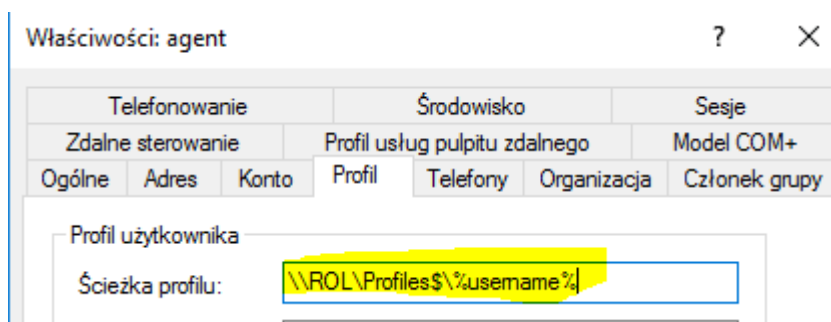 Właściwości: agent ?
Telefonowanie Środowisko Sesje
Zdalne sterowanie Profil usług pulpitu zdalnego Model COM+
Ogólne Adres Konto Profil Telefony Organizacja Członek grupy
Profil użytkownika
Ścieżka profilu: \\ROL\Profiles$\%username%